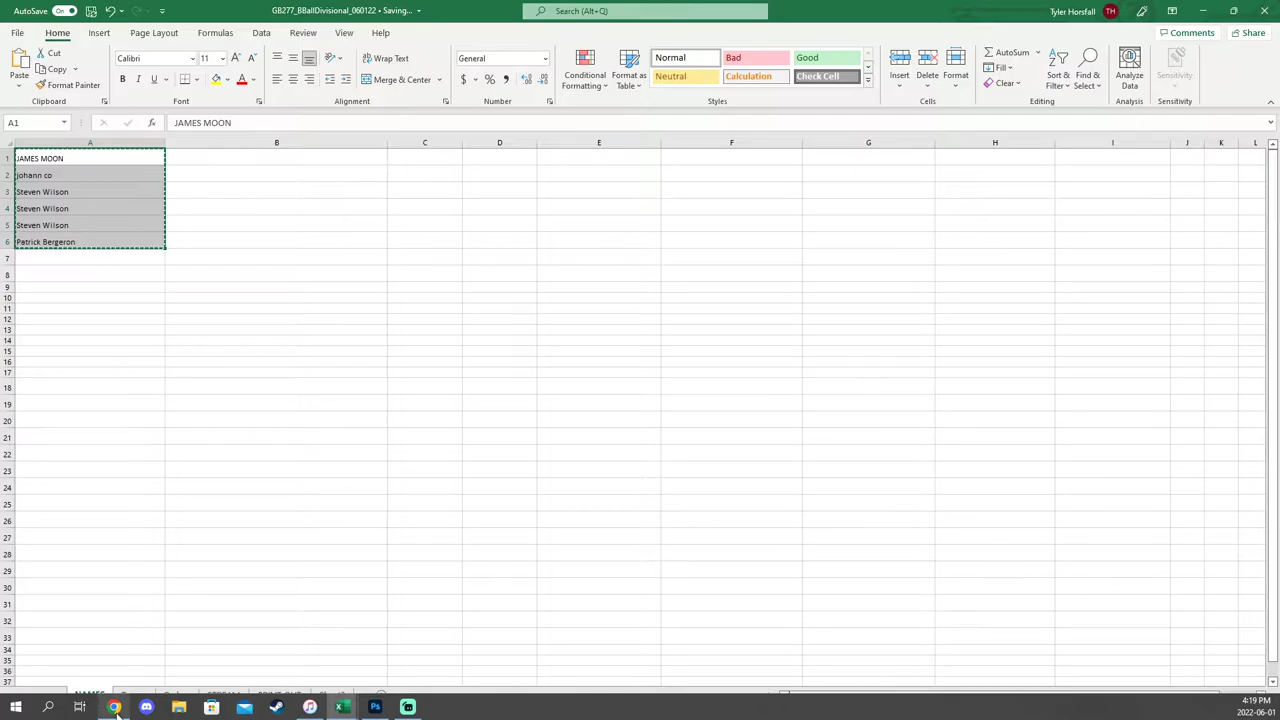 AutoSave On GB277_BBallDivisional_060122 • Saving... Search (Alt+Q) Tyler Horsfall TH
File Home Insert Page Layout Formulas Data Review View Help Comments Share
Paste Cut Copy Format Painter Clipboard
Calibri 11 B I U A Font
Wrap Text Merge & Center Alignment
General $ % Number
Conditional Formatting Format as Table
Normal Bad Good
Neutral Calculation Check Cell
Styles
Insert Delete Format Cells
AutoSum Fill Clear Sort & Filter Find & Select Editing
Analyze Data Analysis
Sensitivity Sensitivity
A1 fx JAMES MOON
A B C D E F G H I J K L
1 JAMES MOON
2 johann co
3 Steven Wilson
4 Steven Wilson
5 Steven Wilson
6 Patrick Bergeron
7
8
9
10
11
12
13
14
15
16
17
18
19
20
21
22
23
24
25
26
27
28
29
30
31
32
33
34
35
36
37
NAMES
4:19 PM
2022-06-01